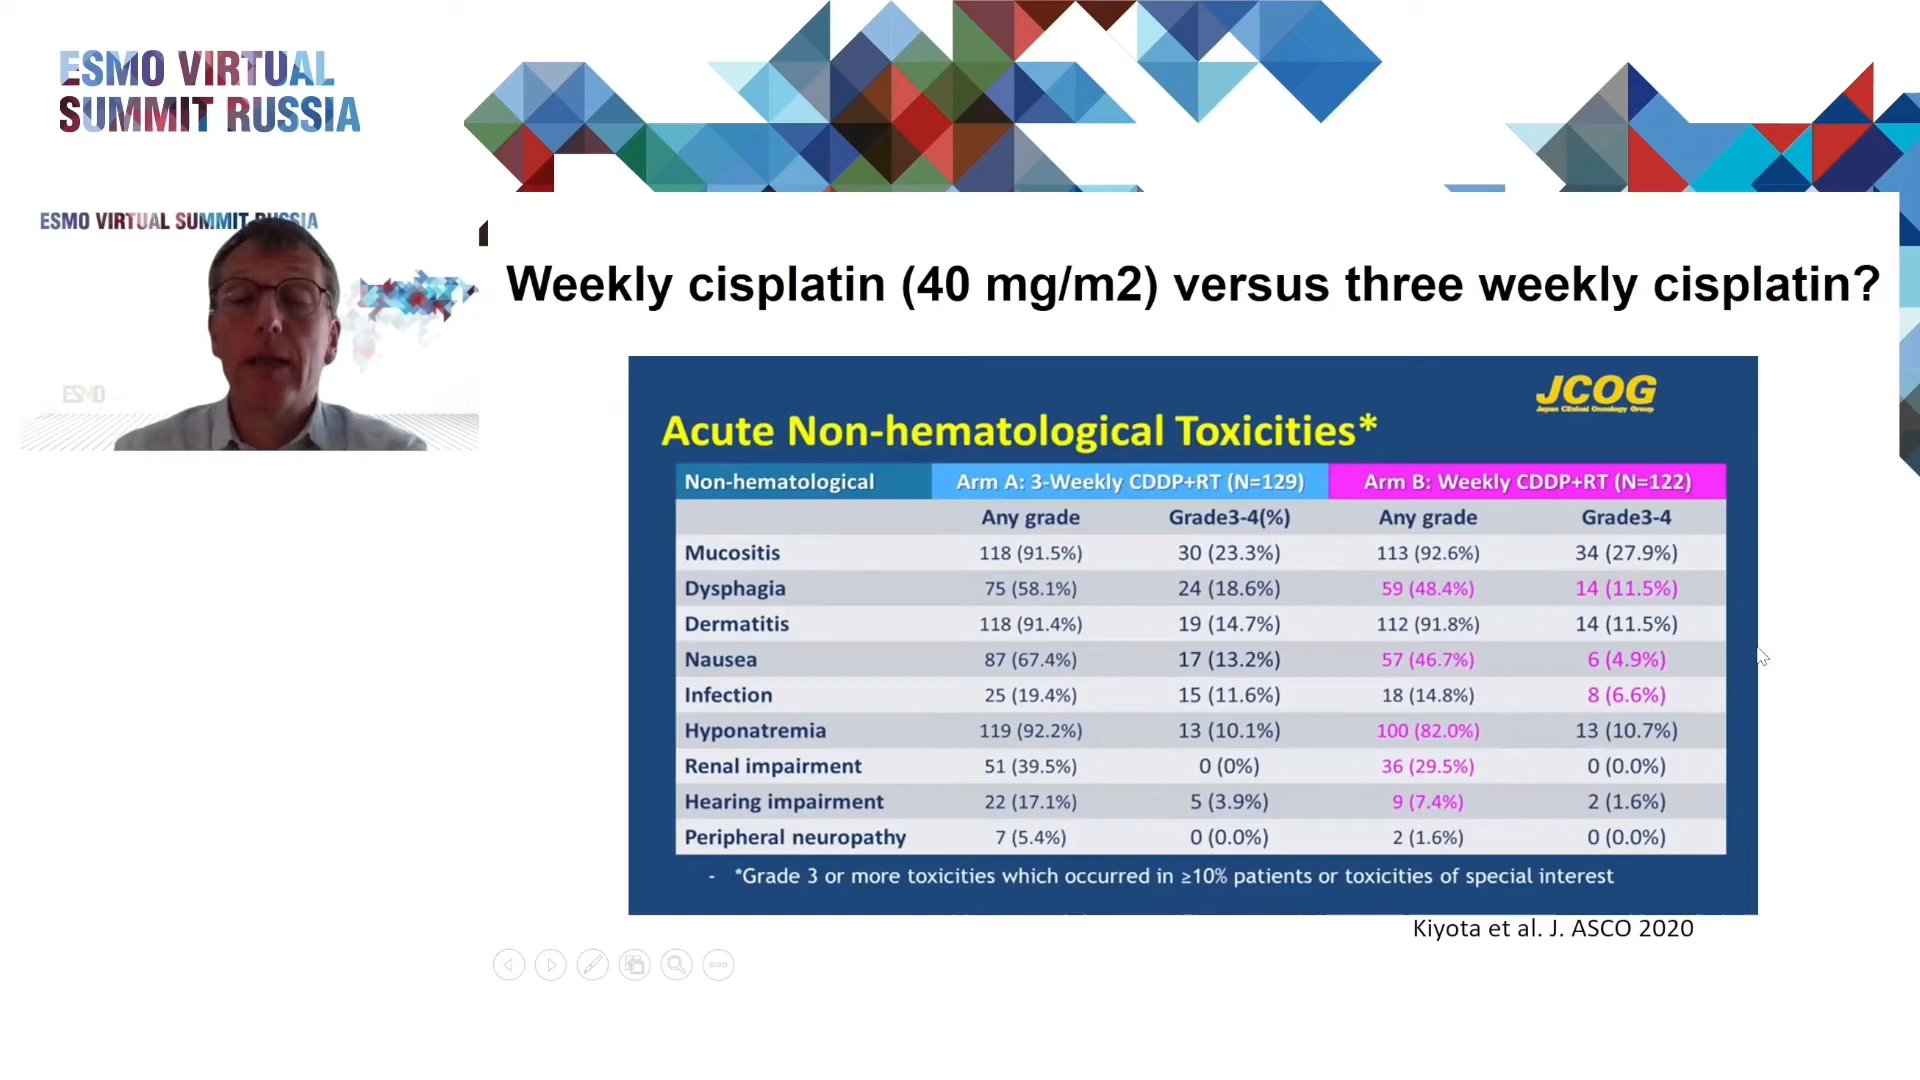 ESMO VIRTUAL
SUMMIT RUSSIA
ESMO VIRTUAL SUMMIT RUSSIA
ESMO
Weekly cisplatin (40 mg/m2) versus three weekly cisplatin?
JCOG
Japan Clinical Oncology Group
Acute Non-hematological Toxicities*
Non-hematological Arm A: 3-Weekly CDDP+RT (N=129) Arm B: Weekly CDDP+RT (N=122)
Any grade Grade3-4(%) Any grade Grade3-4
Mucositis 118 (91.5%) 30 (23.3%) 113 (92.6%) 34 (27.9%)
Dysphagia 75 (58.1%) 24 (18.6%) 59 (48.4%) 14 (11.5%)
Dermatitis 118 (91.4%) 19 (14.7%) 112 (91.8%) 14 (11.5%)
Nausea 87 (67.4%) 17 (13.2%) 57 (46.7%) 6 (4.9%)
Infection 25 (19.4%) 15 (11.6%) 18 (14.8%) 8 (6.6%)
Hyponatremia 119 (92.2%) 13 (10.1%) 100 (82.0%) 13 (10.7%)
Renal impairment 51 (39.5%) 0 (0%) 36 (29.5%) 0 (0.0%)
Hearing impairment 22 (17.1%) 5 (3.9%) 9 (7.4%) 2 (1.6%)
Peripheral neuropathy 7 (5.4%) 0 (0.0%) 2 (1.6%) 0 (0.0%)
- *Grade 3 or more toxicities which occurred in ≥10% patients or toxicities of special interest
Kiyota et al. J. ASCO 2020